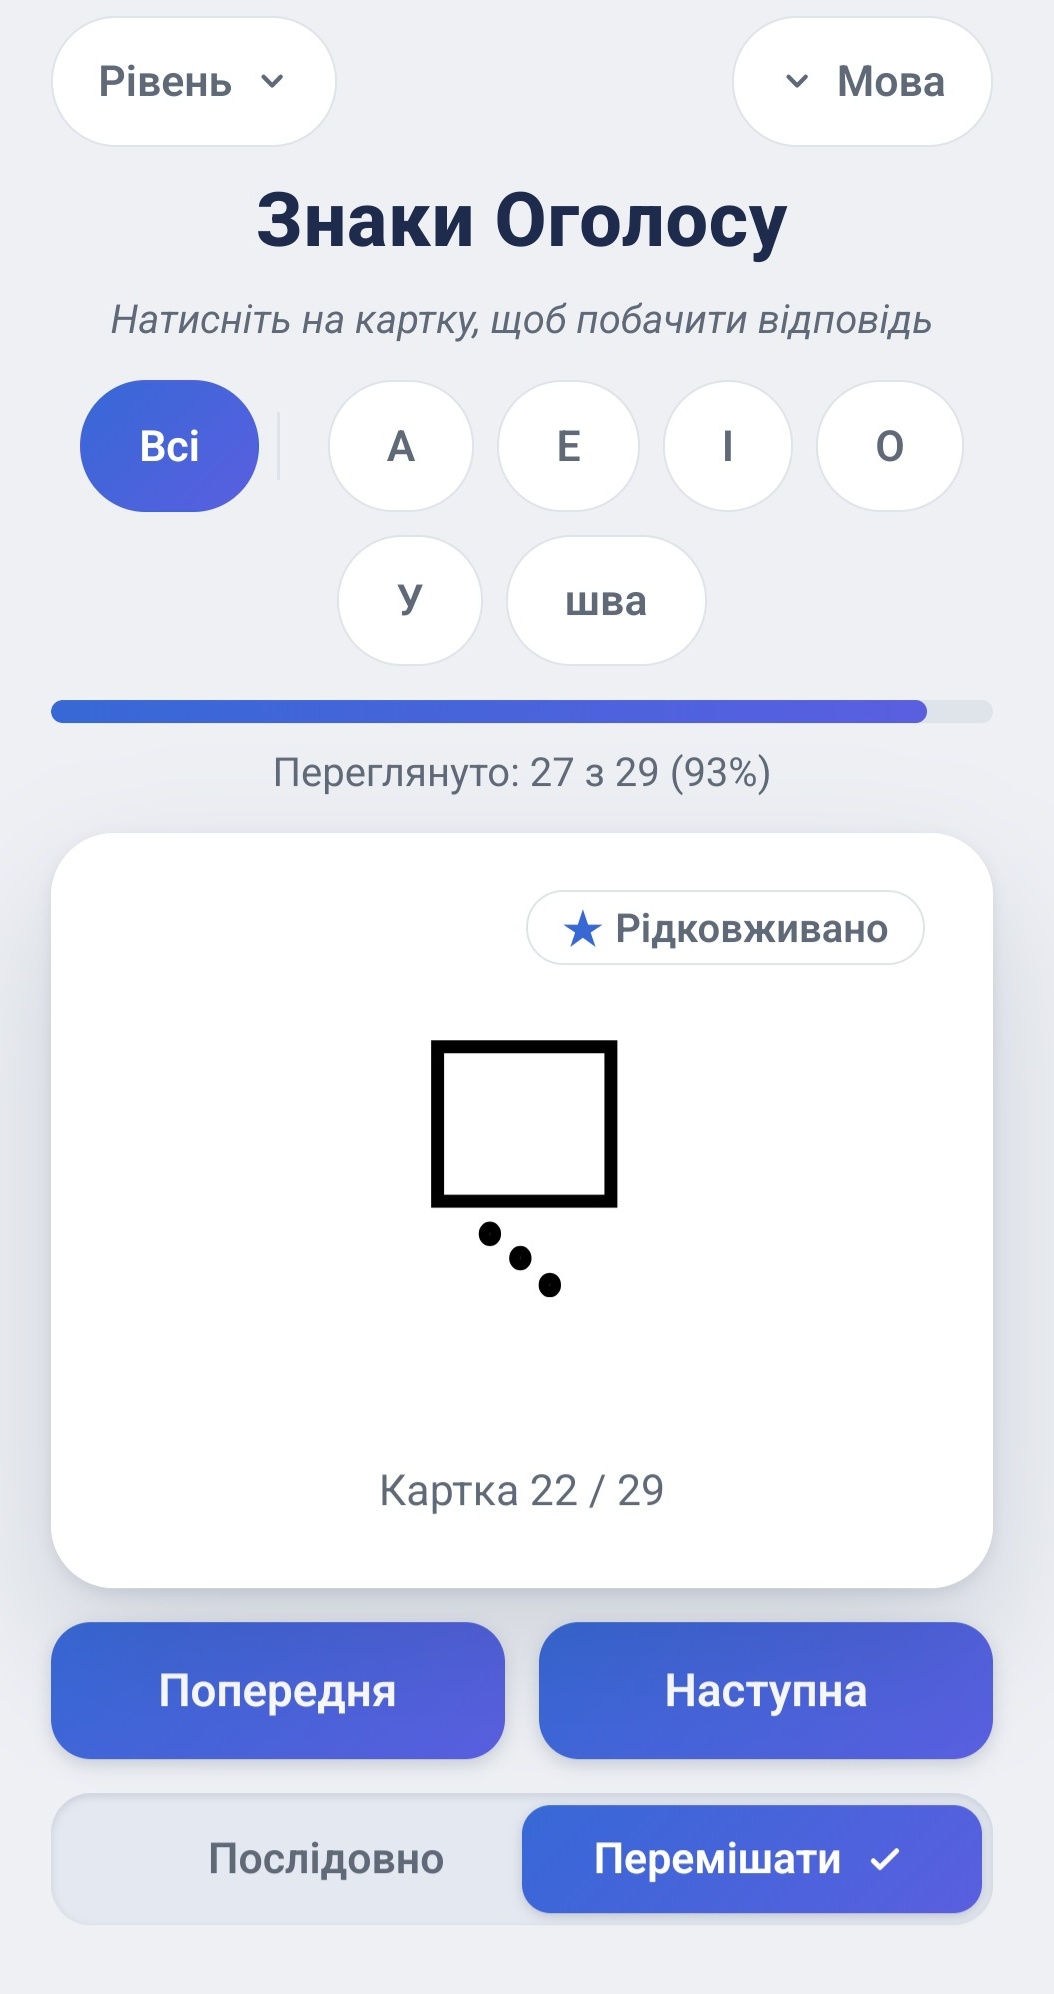 Рівень
Мова
Знаки Оголосу
Натисніть на картку, щоб побачити відповідь
Всі
А
Е
І
О
У
шва
Переглянуто: 27 з 29 (93%)
★ Рідковживано
Картка 22 / 29
Попередня
Наступна
Послідовно
Перемішати ✓